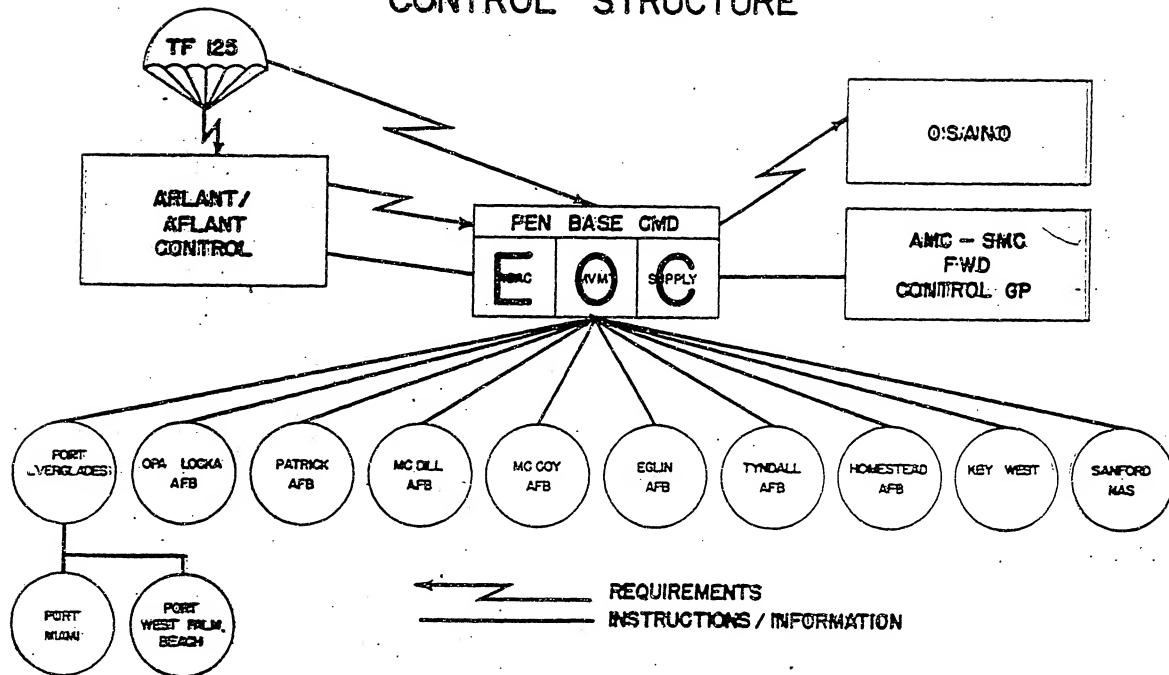 CONTROL STRUCTURE
TF 125
ARLANT/
AFLANT
CONTROL
PEN BASE CMD
E O C
MVMT
SUPPLY
AMC - SMC
FWD
CONTROL GP
PORT
EVERGLADES
OPA LOCKA
AFB
PATRICK
AFB
MC DILL
AFB
MC COY
AFB
EGLIN
AFB
TYNDALL
AFB
HOMESTEAD
AFB
KEY WEST
SANFORD
NAS
PORT
MIAMI
PORT
WEST PALM
BEACH
REQUIREMENTS
INSTRUCTIONS / INFORMATION